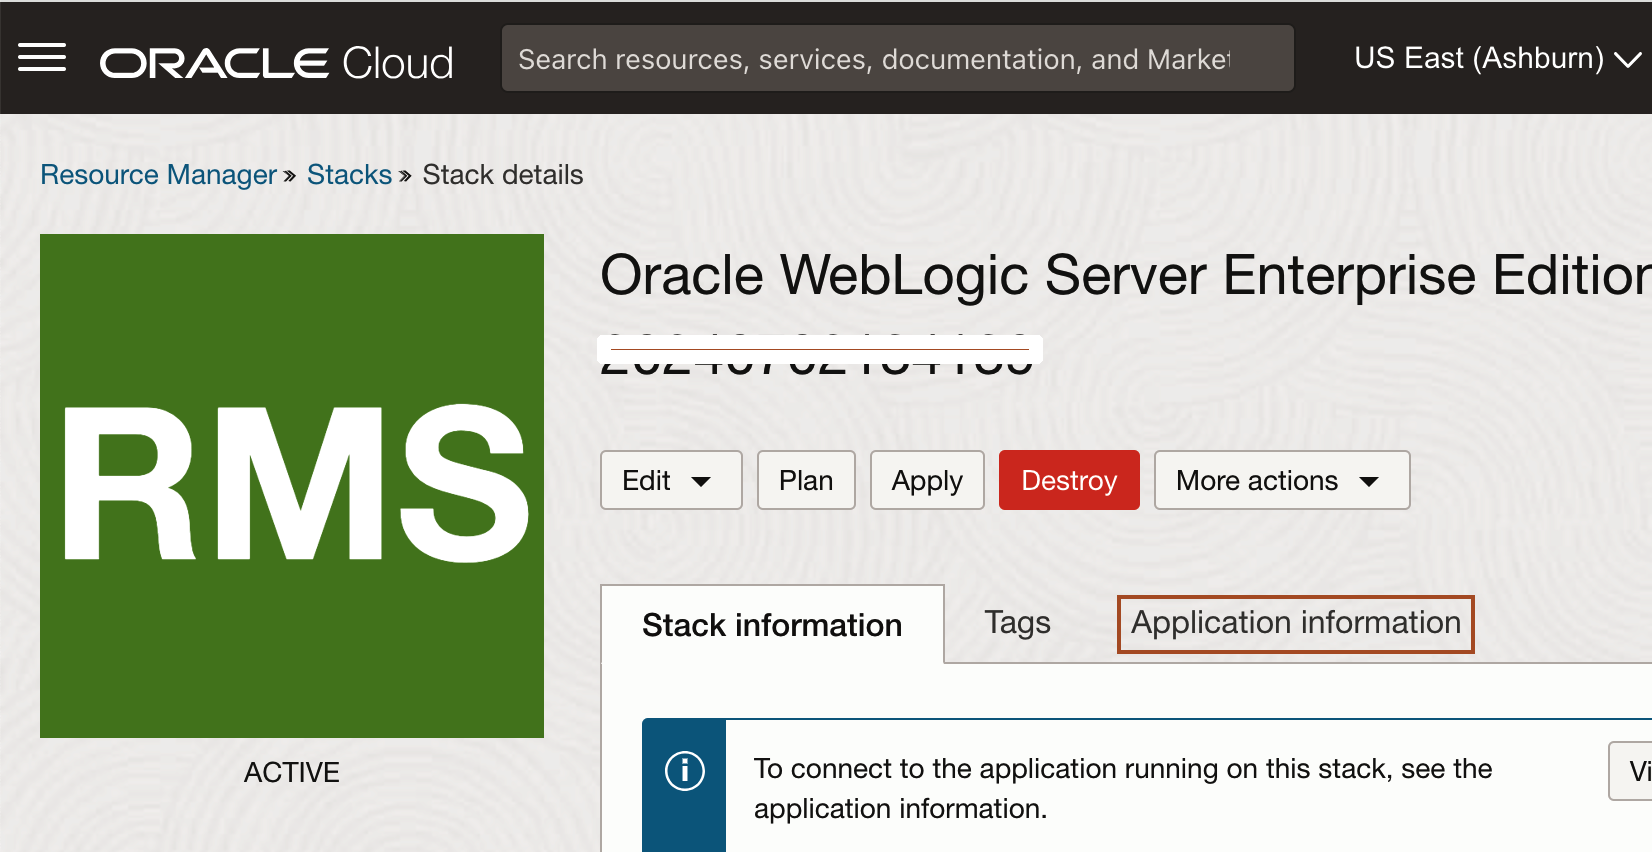 ORACLE Cloud
Search resources, services, documentation, and Market
US East (Ashburn)
Resource Manager » Stacks » Stack details
RMS
ACTIVE
Oracle WebLogic Server Enterprise Edition
Edit Plan Apply Destroy More actions
Stack information Tags Application information
To connect to the application running on this stack, see the
application information.
Vi